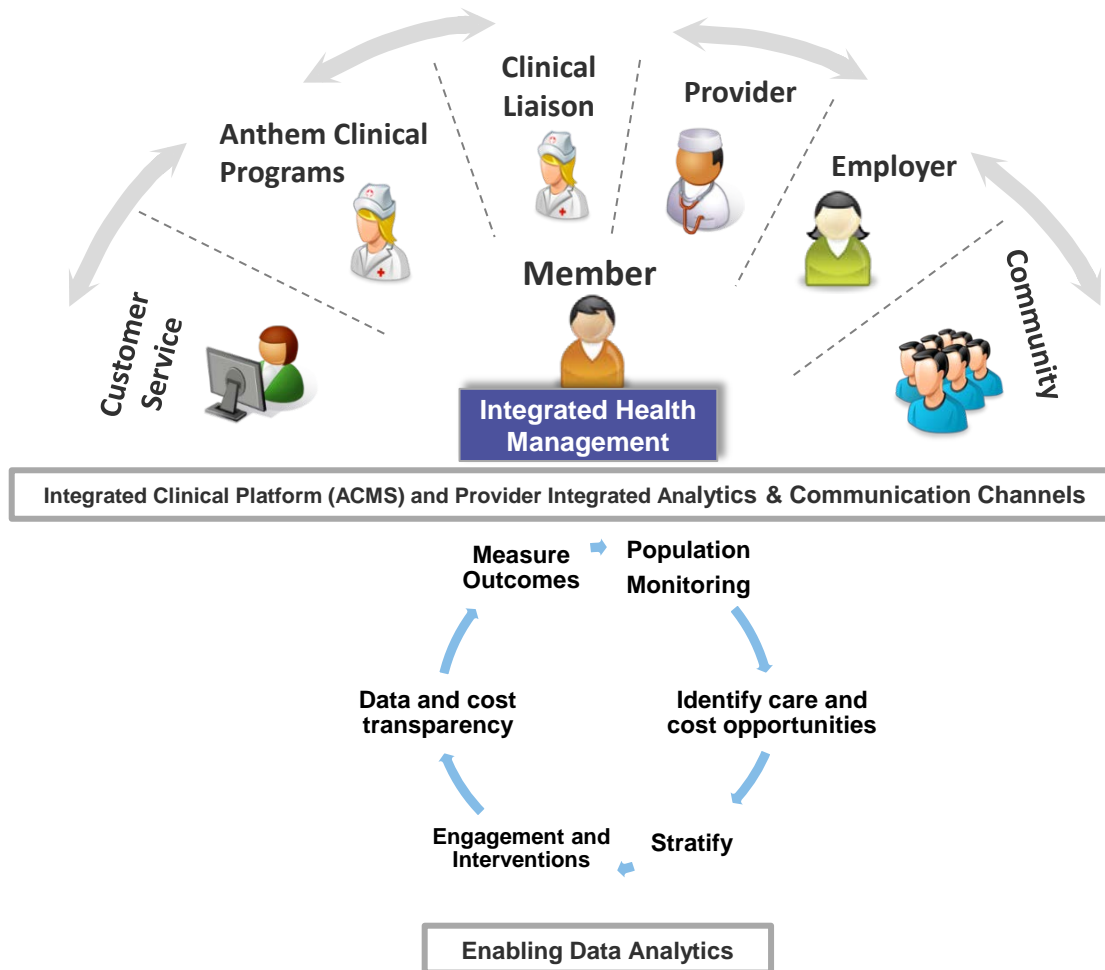 Clinical
Liaison
Provider
Anthem Clinical
Programs
Employer
Member
Customer
Service
Community
Integrated Health
Management
Integrated Clinical Platform (ACMS) and Provider Integrated Analytics & Communication Channels
Measure
Outcomes
Population
Monitoring
Data and cost
transparency
Identify care and
cost opportunities
Engagement and
Interventions
Stratify
Enabling Data Analytics